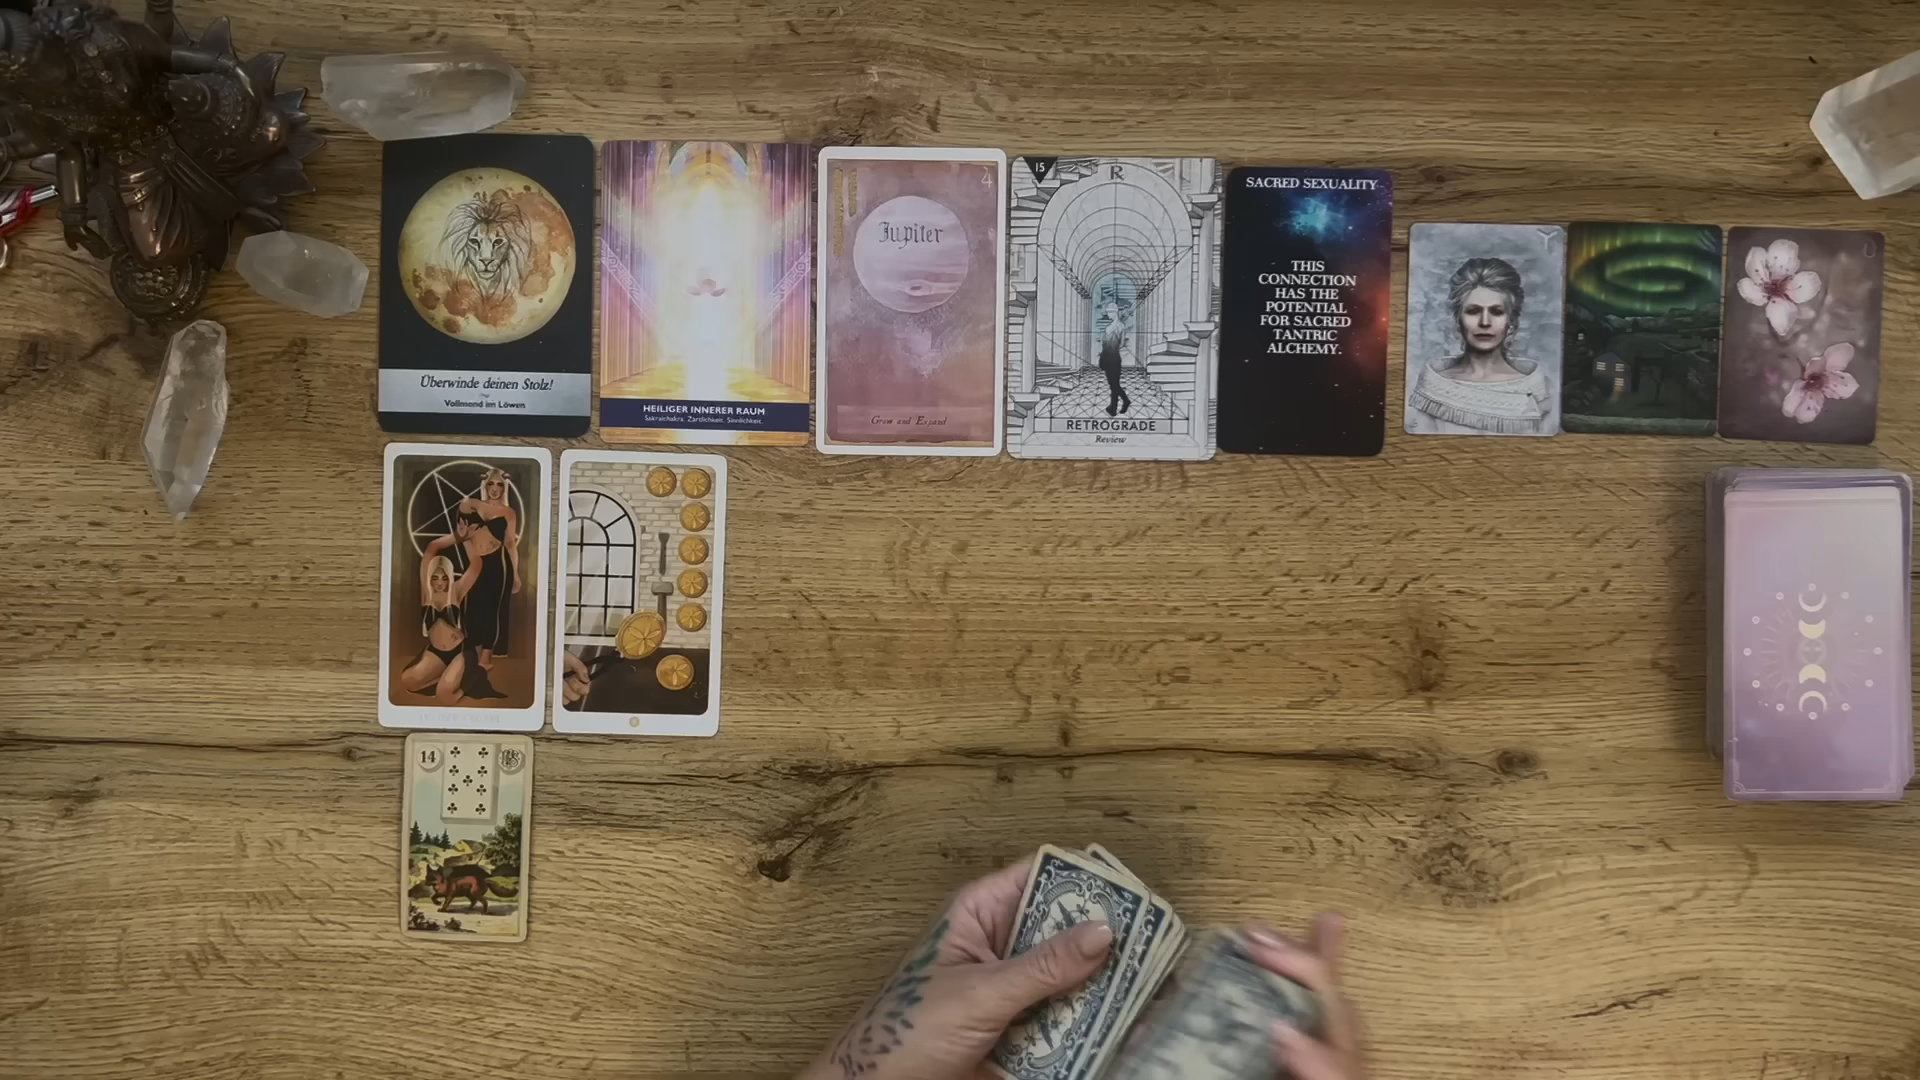 Überwinde deinen Stolz!
Vollmond im Löwen
HEILIGER INNERER RAUM
Sakralchakra. Zärtlichkeit. Sinnlichkeit.
Jupiter
Grow and Expand
15
R
RETROGRADE
Review
SACRED SEXUALITY
THIS
CONNECTION
HAS THE
POTENTIAL
FOR SACRED
TANTRIC
ALCHEMY.
14